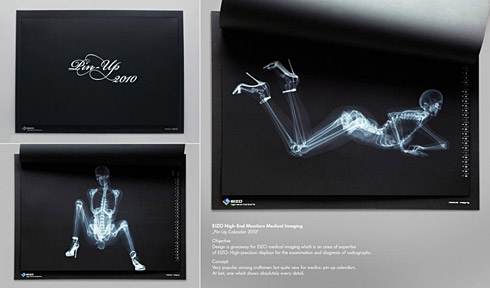 Pin-Up
2010
EIZO
EIZO
EIZO
EIZO High-End Monitors Medical Imaging
„Pin-Up Calendar 2010"
Objective
Design a giveaway for EIZO medical imaging which is an area of expertise
of EIZO: High-precision displays for the examination and diagnosis of radiographs.
Concept
Very popular among craftsmen but quite new for medics: pin-up calendars.
At last, one which shows absolutely every detail.